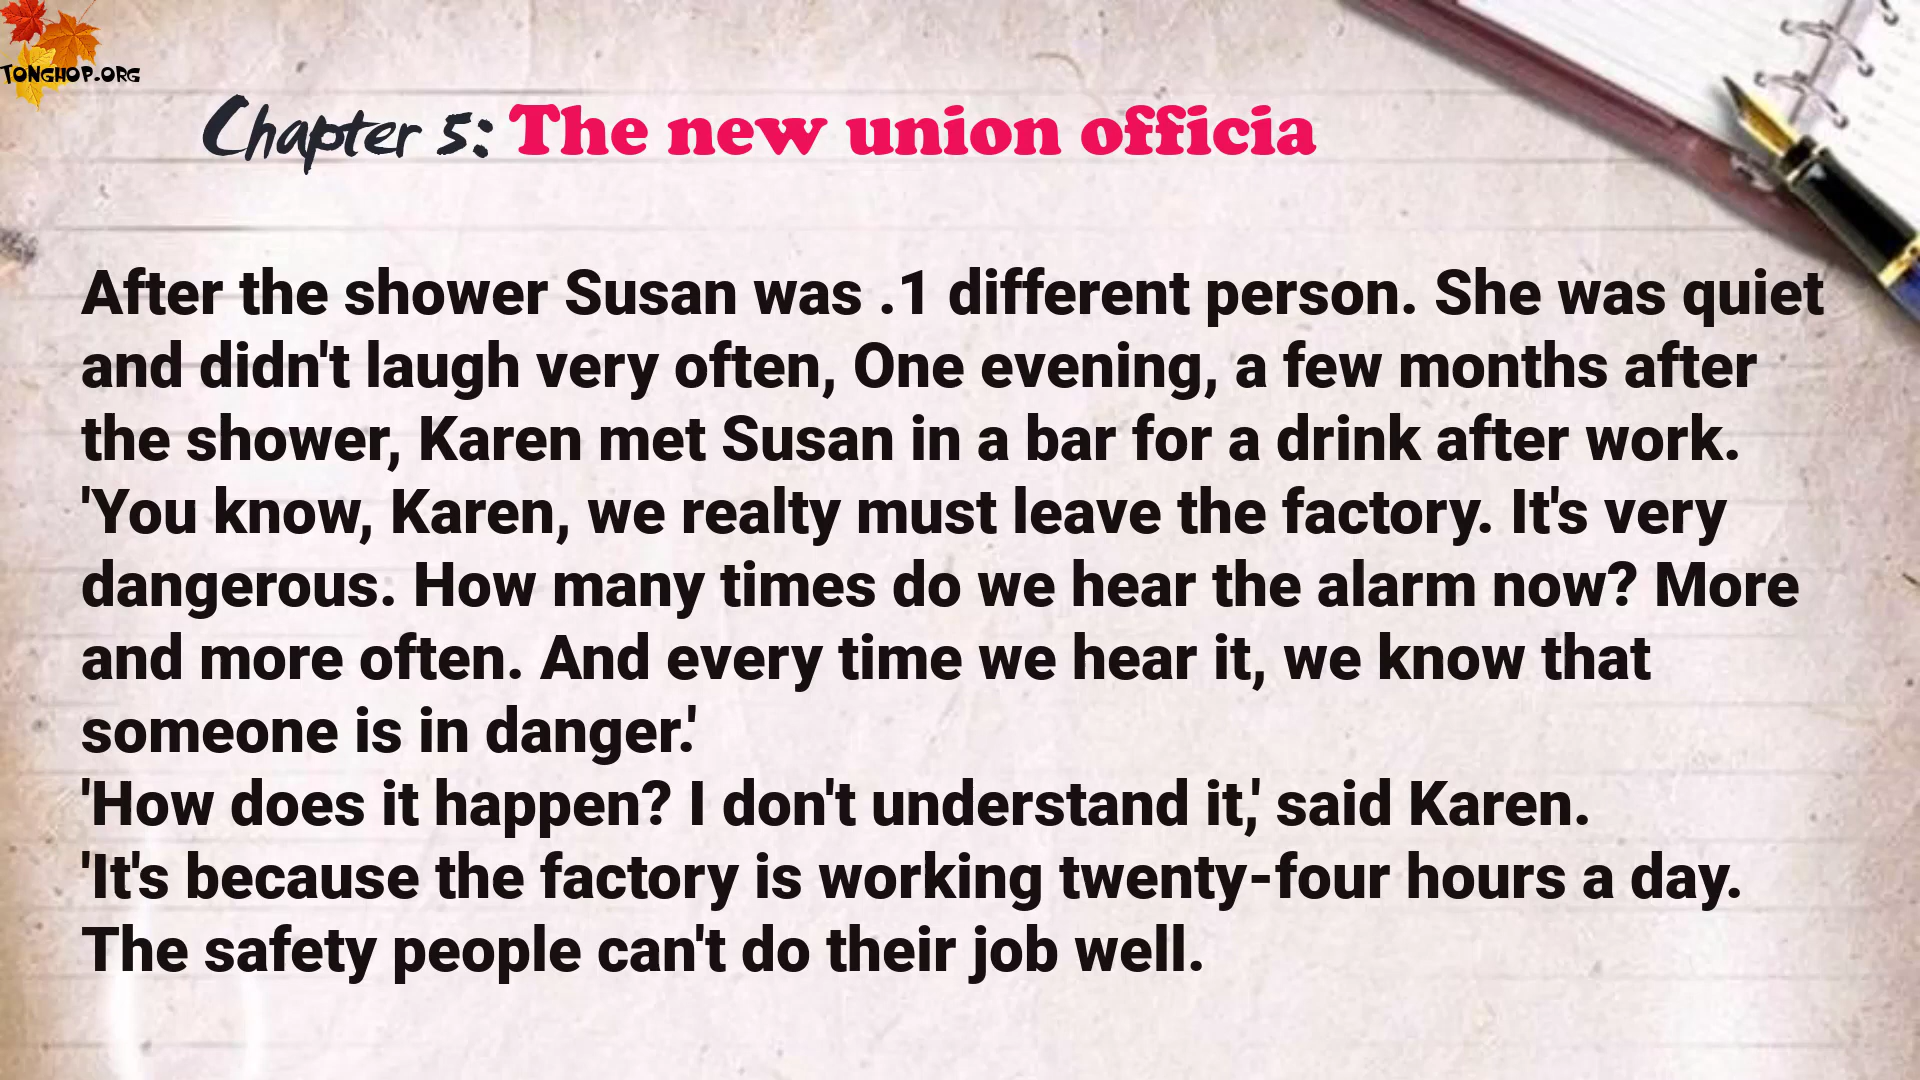 TONGHOP.ORG
Chapter 5: The new union officia
After the shower Susan was .1 different person. She was quiet
and didn't laugh very often, One evening, a few months after
the shower, Karen met Susan in a bar for a drink after work.
'You know, Karen, we realty must leave the factory. It's very
dangerous. How many times do we hear the alarm now? More
and more often. And every time we hear it, we know that
someone is in danger.'
'How does it happen? I don't understand it,' said Karen.
'It's because the factory is working twenty-four hours a day.
The safety people can't do their job well.